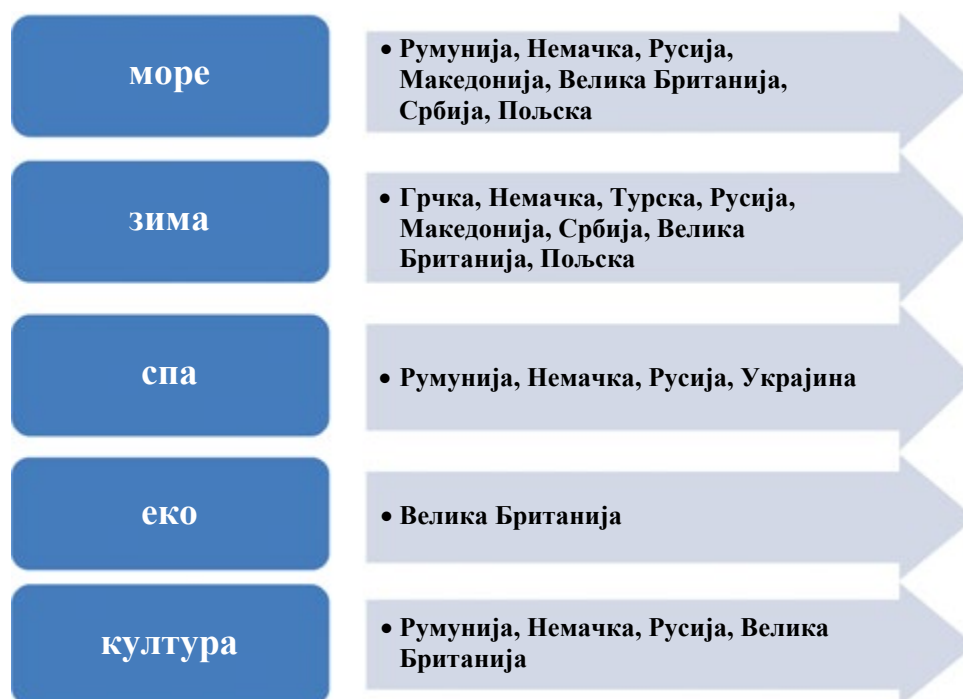 море
• Румунија, Немачка, Русија,
Македонија, Велика Британија,
Србија, Пољска
зима
• Грчка, Немачка, Турска, Русија,
Македонија, Србија, Велика
Британија, Пољска
спа
• Румунија, Немачка, Русија, Украјина
еко
• Велика Британија
култура
• Румунија, Немачка, Русија, Велика
Британија